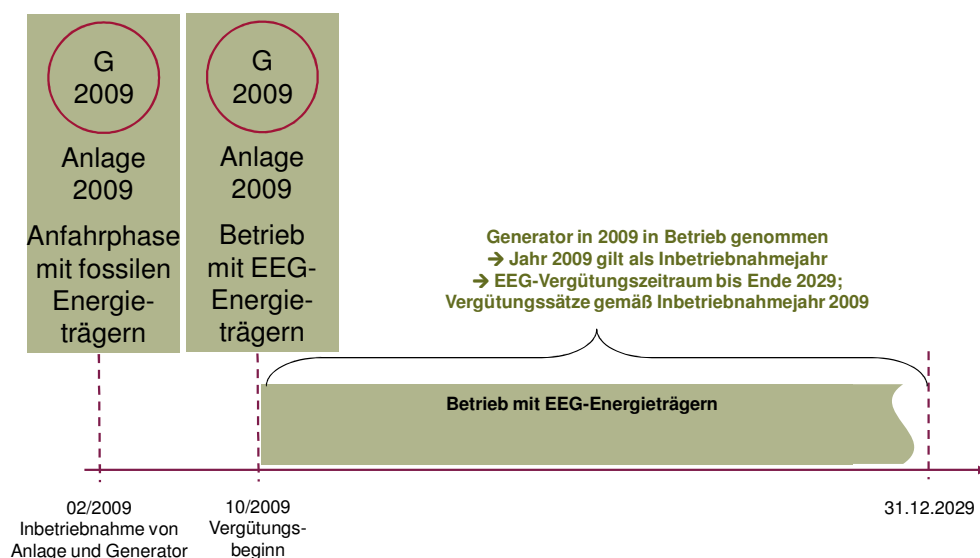 G
2009
Anlage
2009
Anfahrphase
mit fossilen
Energie-
trägern
G
2009
Anlage
2009
Betrieb
mit EEG-
Energie-
trägern
Generator in 2009 in Betrieb genommen
→ Jahr 2009 gilt als Inbetriebnahmejahr
→ EEG-Vergütungszeitraum bis Ende 2029;
Vergütungssätze gemäß Inbetriebnahmejahr 2009
Betrieb mit EEG-Energieträgern
02/2009
Inbetriebnahme von
Anlage und Generator
10/2009
Vergütungs-
beginn
31.12.2029